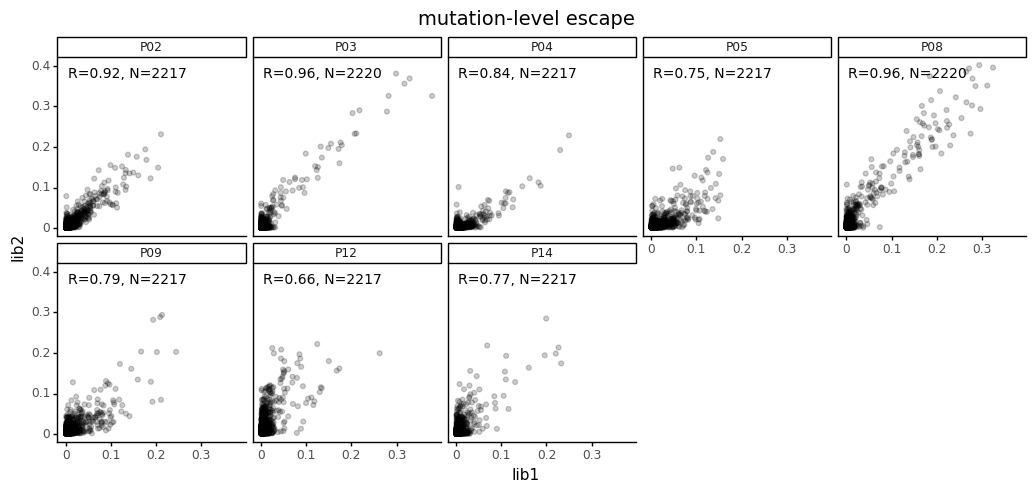 mutation-level escape
P02
P03
P04
P05
P08
R=0.92, N=2217
R=0.96, N=2220
R=0.84, N=2217
R=0.75, N=2217
R=0.96, N=2220
0.4
0.3
0.2
0.1
0
0 0.1 0.2 0.3
0 0.1 0.2 0.3
lib2
P09
P12
P14
R=0.79, N=2217
R=0.66, N=2217
R=0.77, N=2217
0.4
0.3
0.2
0.1
0
0 0.1 0.2 0.3
0 0.1 0.2 0.3
0 0.1 0.2 0.3
lib1